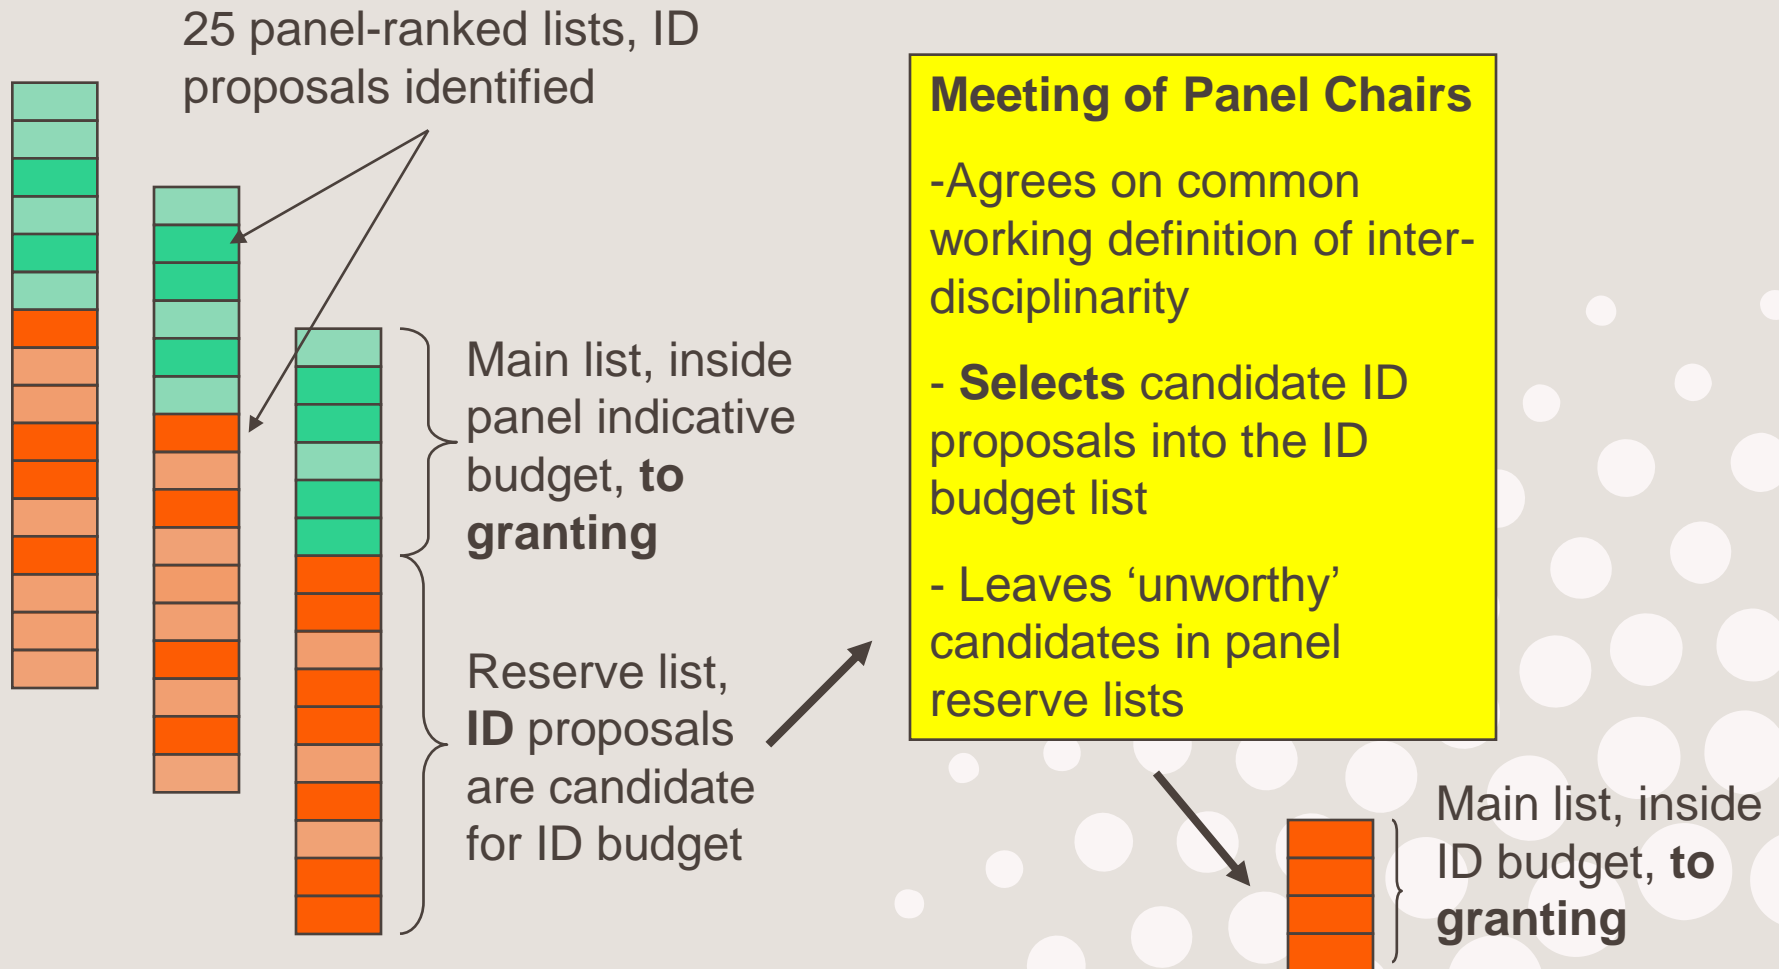 25 panel-ranked lists, ID
proposals identified
Main list, inside
panel indicative
budget, to
granting
Reserve list,
ID proposals
are candidate
for ID budget
Meeting of Panel Chairs
-Agrees on common
working definition of inter-
disciplinarity
- Selects candidate ID
proposals into the ID
budget list
- Leaves ‘unworthy’
candidates in panel
reserve lists
Main list, inside
ID budget, to
granting